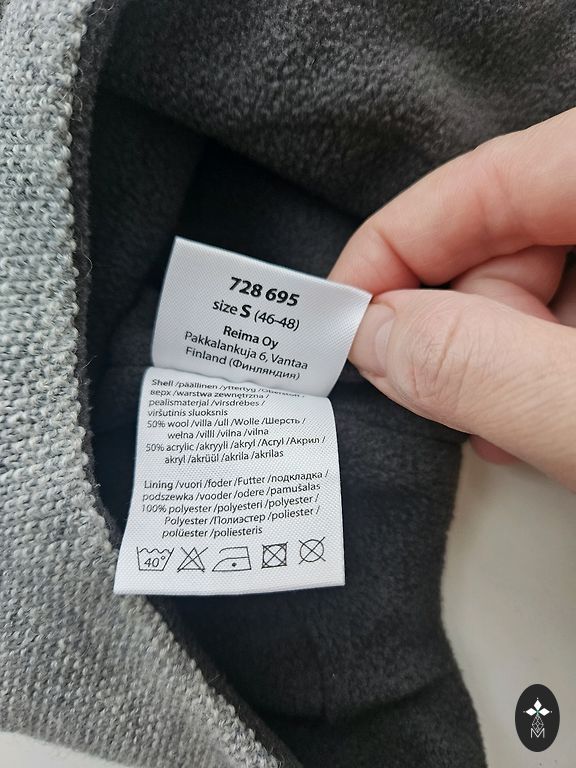 728 695
size S (46-48)
Reima Oy
Pakkalankuja 6, Vantaa
Finland (Финляндия)
Shell /päällinen /yttertyg /Oberstoff /
верх /warstwa zewnętrzna /
pealismaterjal /virsdrēbes /
viršutinis sluoksnis
50% wool /villa /ull /Wolle /Шерсть /
wełna /villi /vilna /vilna
50% acrylic /akryyli /akryl /Acryl /Акрил /
akryl /akrüül /akrila /akrilas
Lining /vuori /foder /Futter /подкладка /
podszewka /vooder /odere /pamušalas
100% polyester /polyesteri /polyester /
Polyester /Полиэстер /poliester /
polüester /poliesteris
40°
M